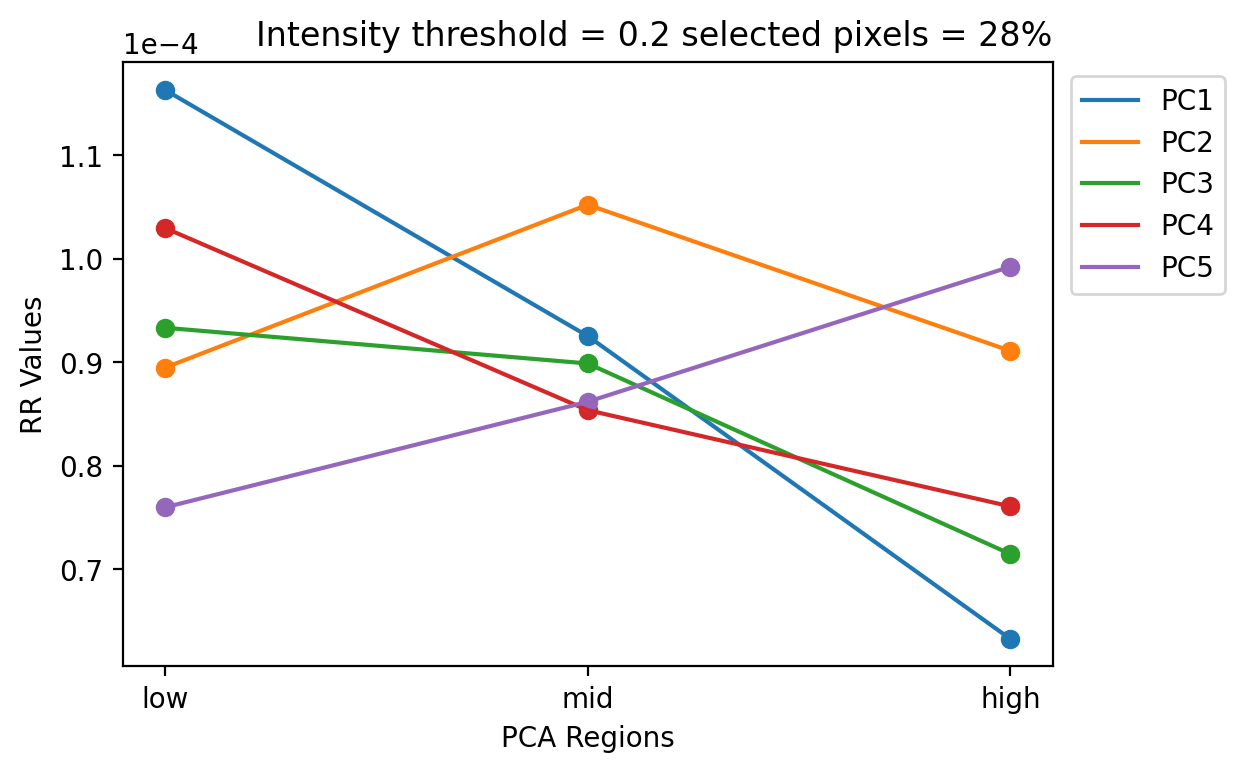 Intensity threshold = 0.2 selected pixels = 28%
1e−4
1.1
1.0
0.9
0.8
0.7
RR Values
low
mid
high
PCA Regions
PC1
PC2
PC3
PC4
PC5